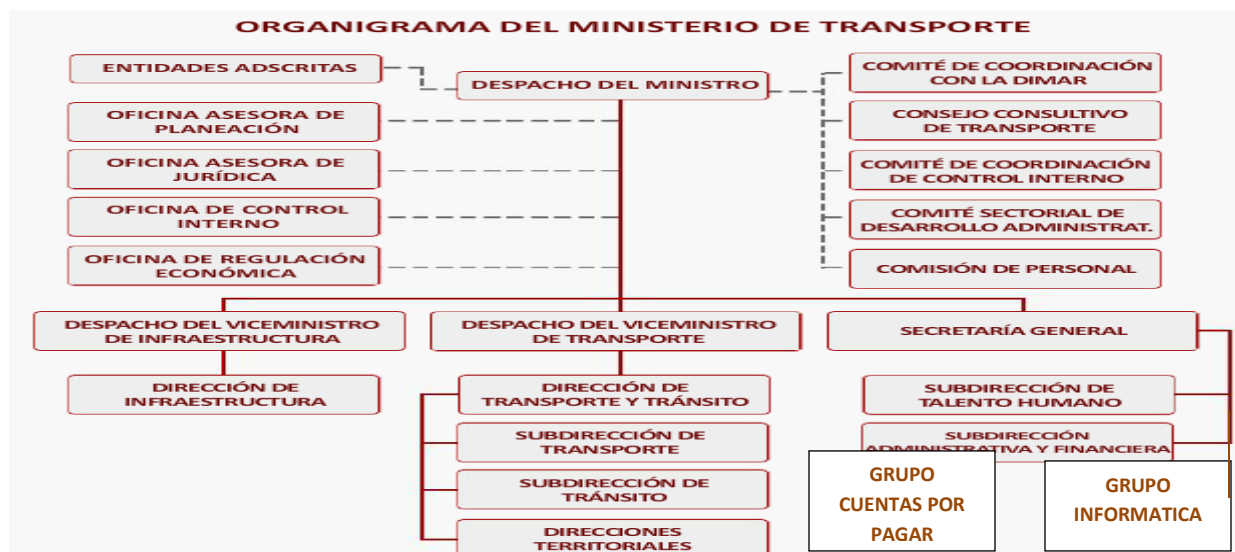 ORGANIGRAMA DEL MINISTERIO DE TRANSPORTE
ENTIDADES ADSCRITAS
DESPACHO DEL MINISTRO
COMITÉ DE COORDINACIÓN
CON LA DIMAR
OFICINA ASESORA DE
PLANEACIÓN
CONSEJO CONSULTIVO
DE TRANSPORTE
OFICINA ASESORA DE
JURÍDICA
COMITÉ DE COORDINACIÓN
DE CONTROL INTERNO
OFICINA DE CONTROL
INTERNO
COMITÉ SECTORIAL DE
DESARROLLO ADMINISTRAT.
OFICINA DE REGULACIÓN
ECONÓMICA
COMISIÓN DE PERSONAL
DESPACHO DEL VICEMINISTRO
DE INFRAESTRUCTURA
DESPACHO DEL VICEMINISTRO
DE TRANSPORTE
SECRETARÍA GENERAL
DIRECCIÓN DE
INFRAESTRUCTURA
DIRECCIÓN DE
TRANSPORTE Y TRÁNSITO
SUBDIRECCIÓN DE
TALENTO HUMANO
SUBDIRECCIÓN DE
TRANSPORTE
SUBDIRECCIÓN
ADMINISTRATIVA Y FINANCIERA
SUBDIRECCIÓN DE
TRÁNSITO
DIRECCIONES
TERRITORIALES
GRUPO
CUENTAS POR
PAGAR
GRUPO
INFORMATICA